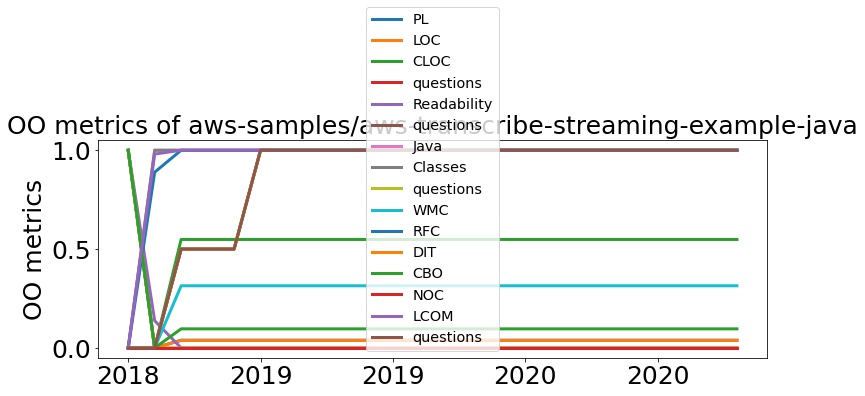 PL
LOC
CLOC
questions
Readability
OO metrics of aws-samples/aws-transcribe-streaming-example-java
questions
Java
Classes
questions
WMC
RFC
DIT
CBO
NOC
LCOM
questions
OO metrics
1.0
0.5
0.0
2018
2019
2019
2020
2020